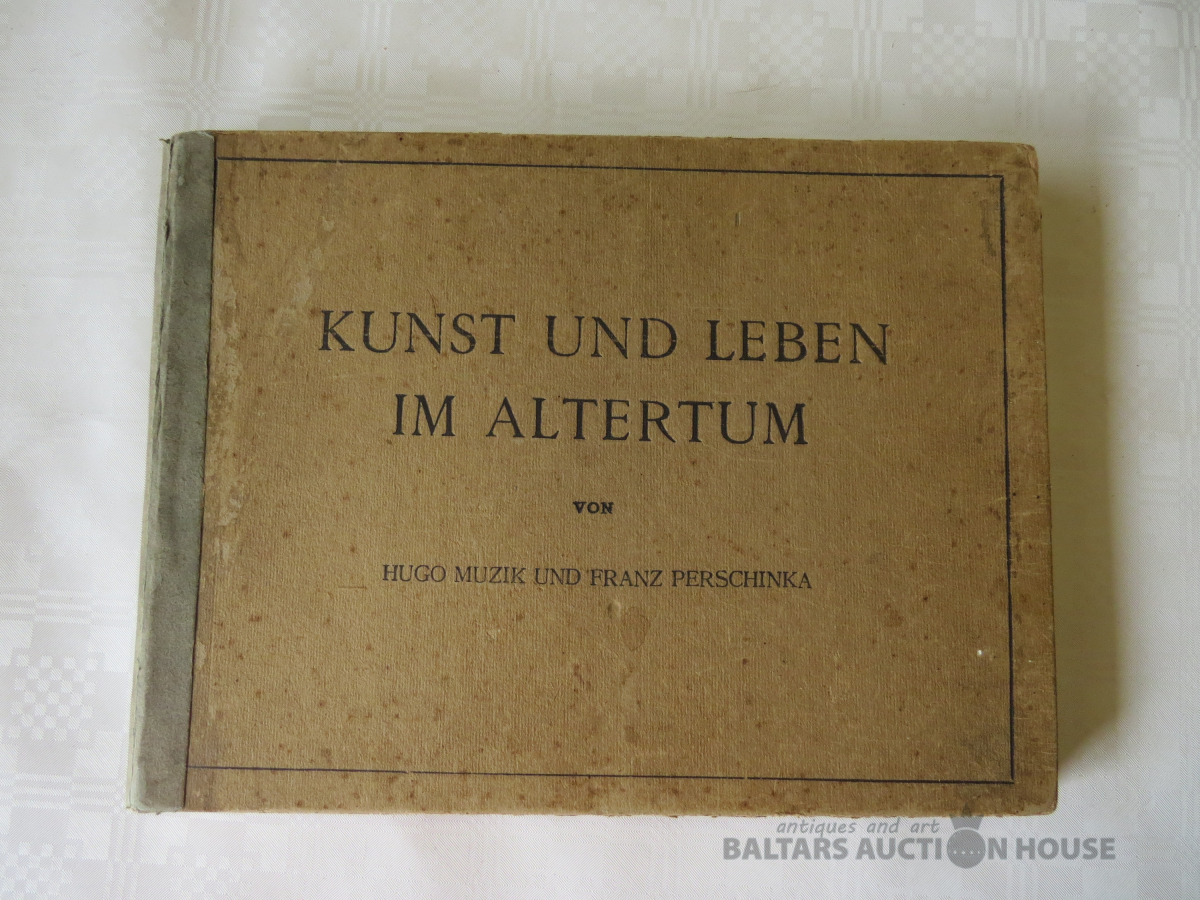 KUNST UND LEBEN
IM ALTERTUM
VON
HUGO MUZIK UND FRANZ PERSCHINKA
antiques and art
BALTARS AUCTION HOUSE